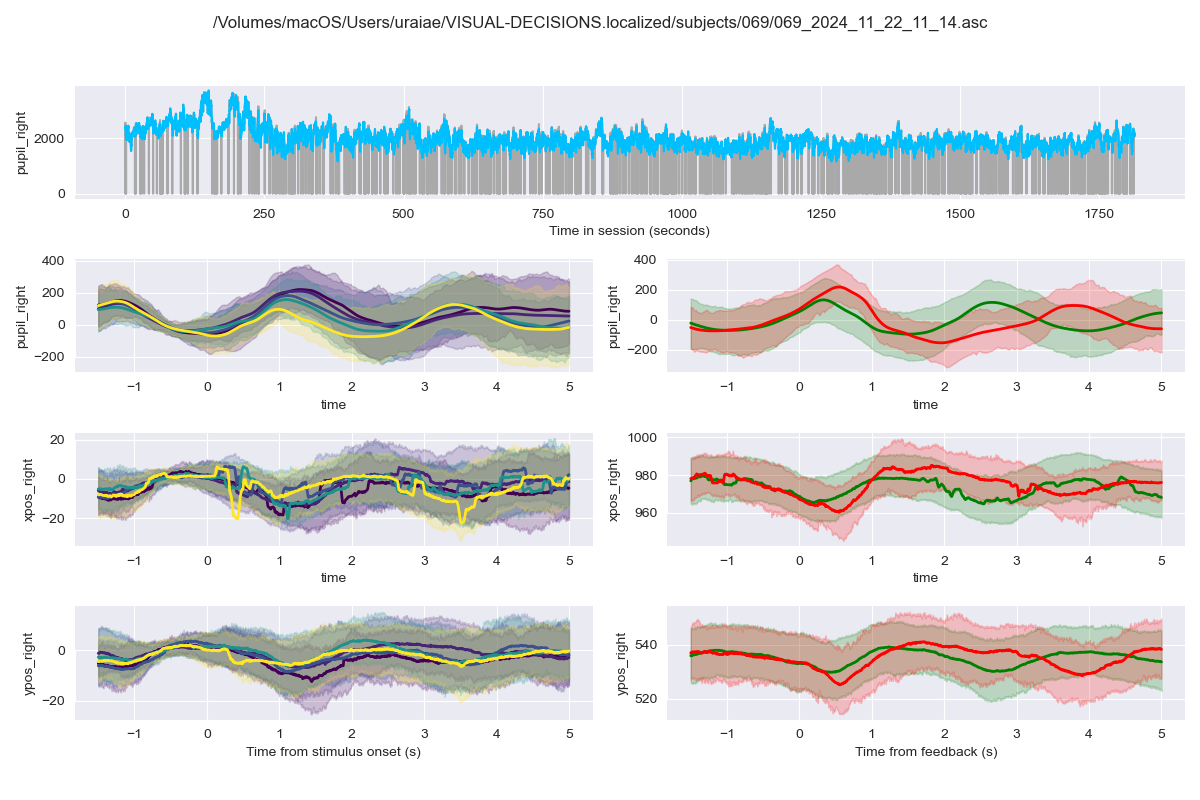 /Volumes/macOS/Users/uraiae/VISUAL-DECISIONS.localized/subjects/069/069_2024_11_22_11_14.asc
pupil_right
2000
0
0 250 500 750 1000 1250 1500 1750
Time in session (seconds)
pupil_right
400
200
0
−200
−1 0 1 2 3 4 5
time
pupil_right
400
200
0
−200
−1 0 1 2 3 4 5
time
xpos_right
20
0
−20
−1 0 1 2 3 4 5
time
xpos_right
1000
980
960
−1 0 1 2 3 4 5
time
ypos_right
0
−20
−1 0 1 2 3 4 5
Time from stimulus onset (s)
ypos_right
540
520
−1 0 1 2 3 4 5
Time from feedback (s)